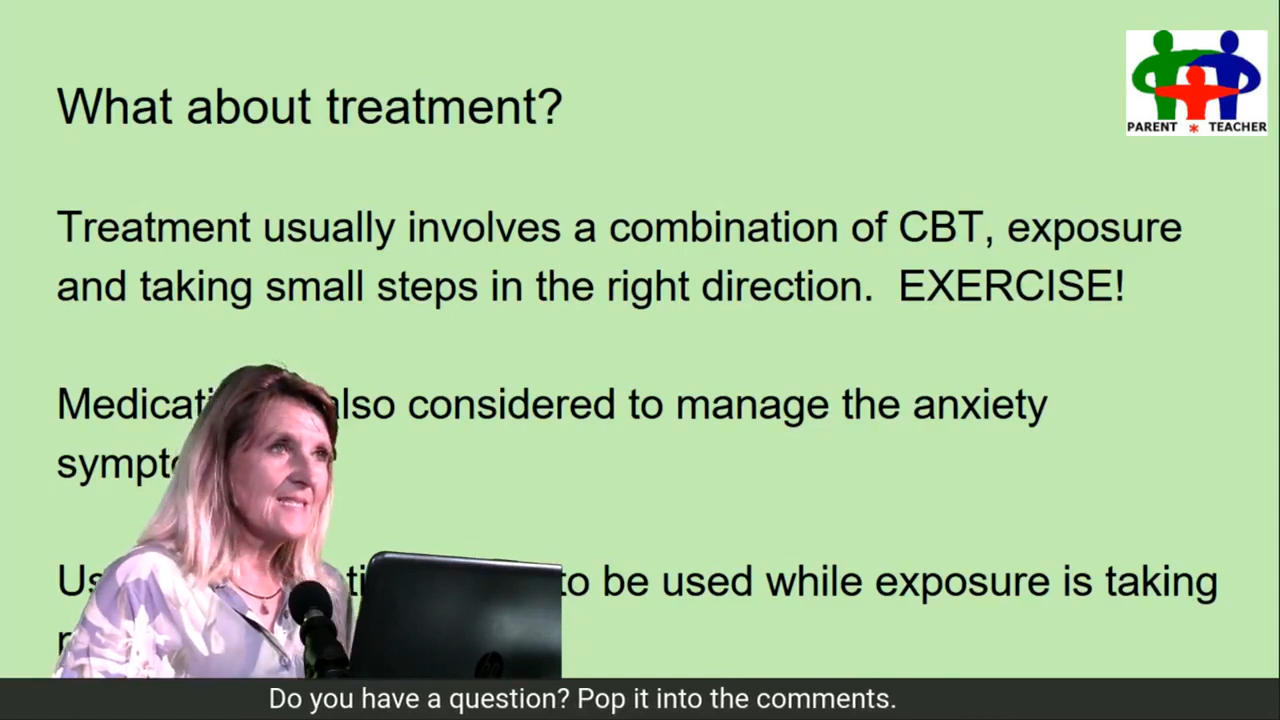 What about treatment?
PARENT * TEACHER
Treatment usually involves a combination of CBT, exposure
and taking small steps in the right direction. EXERCISE!
also considered to manage the anxiety
to be used while exposure is taking
Do you have a question? Pop it into the comments.